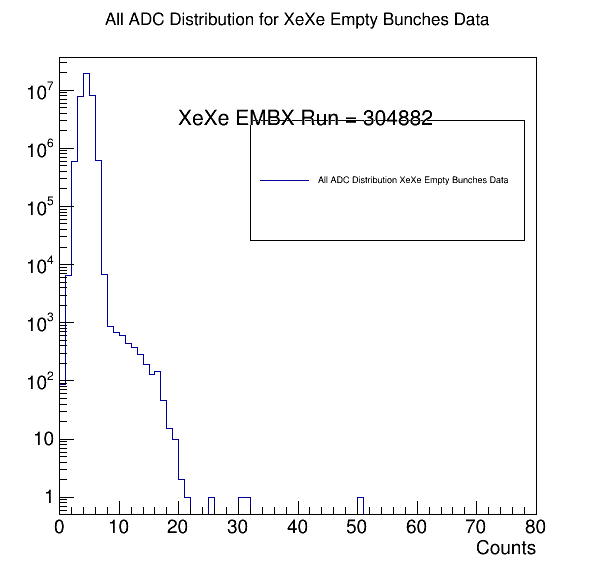 All ADC Distribution for XeXe Empty Bunches Data
XeXe EMBX Run = 304882
All ADC Distribution XeXe Empty Bunches Data
10^7
10^6
10^5
10^4
10^3
10^2
10
1
0 10 20 30 40 50 60 70 80
Counts